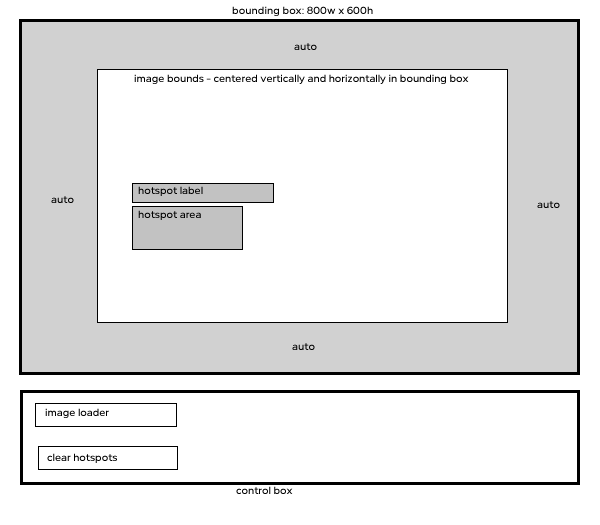 bounding box: 800w x 600h
auto
image bounds - centered vertically and horizontally in bounding box
hotspot label
auto
hotspot area
auto
auto
image loader
clear hotspots
control box